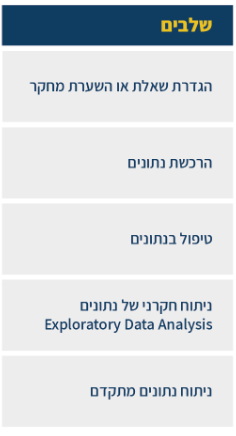 שלבים
הגדרת שאלת או השערת מחקר
הרכשת נתונים
טיפול בנתונים
ניתוח חקרני של נתונים
Exploratory Data Analysis
ניתוח נתונים מתקדם